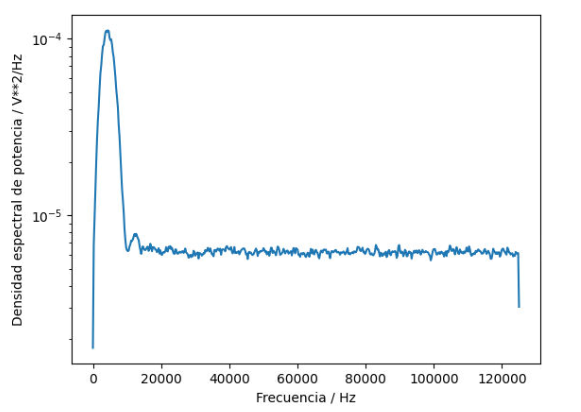 10⁻⁴
10⁻⁵
Densidad espectral de potencia / V**2/Hz
0 20000 40000 60000 80000 100000 120000
Frecuencia / Hz